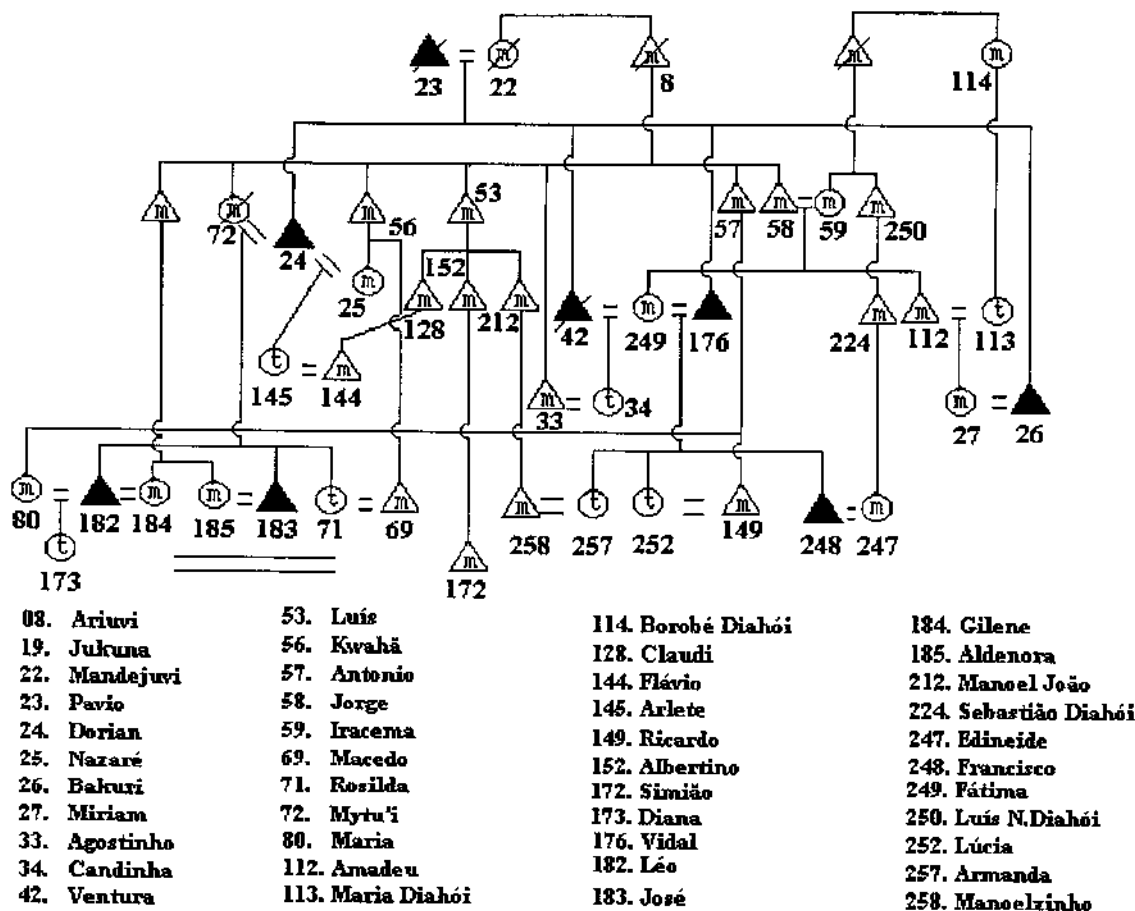 m m m
23 22 8 114
m m m m 53 m m m m m
72 24 56 57 58 59 250
152
m m m m m m m m t
25 128 212 42 249 176 224 112 113
t m m t m
145 144 33 34 27 26
m m m t m m t t m m
80 182 184 185 183 71 69 258 257 252 149 248 247
t m
173 172
08. Ariuvi
19. Jukuna
22. Mandejuvi
23. Pavio
24. Dorian
25. Nazaré
26. Bakuri
27. Miriam
33. Agostinho
34. Candinha
42. Ventura
53. Luís
56. Kwahã
57. Antonio
58. Jorge
59. Iracema
69. Macedo
71. Rosilda
72. Mytu'i
80. Maria
112. Amadeu
113. Maria Diahói
114. Borobé Diahói
128. Claudi
144. Flávio
145. Arlete
149. Ricardo
152. Albertino
172. Simião
173. Diana
176. Vidal
182. Léo
183. José
184. Gilene
185. Aldenora
212. Manoel João
224. Sebastião Diahói
247. Edineide
248. Francisco
249. Fátima
250. Luís N.Diahói
252. Lúcia
257. Armanda
258. Manoelzinho